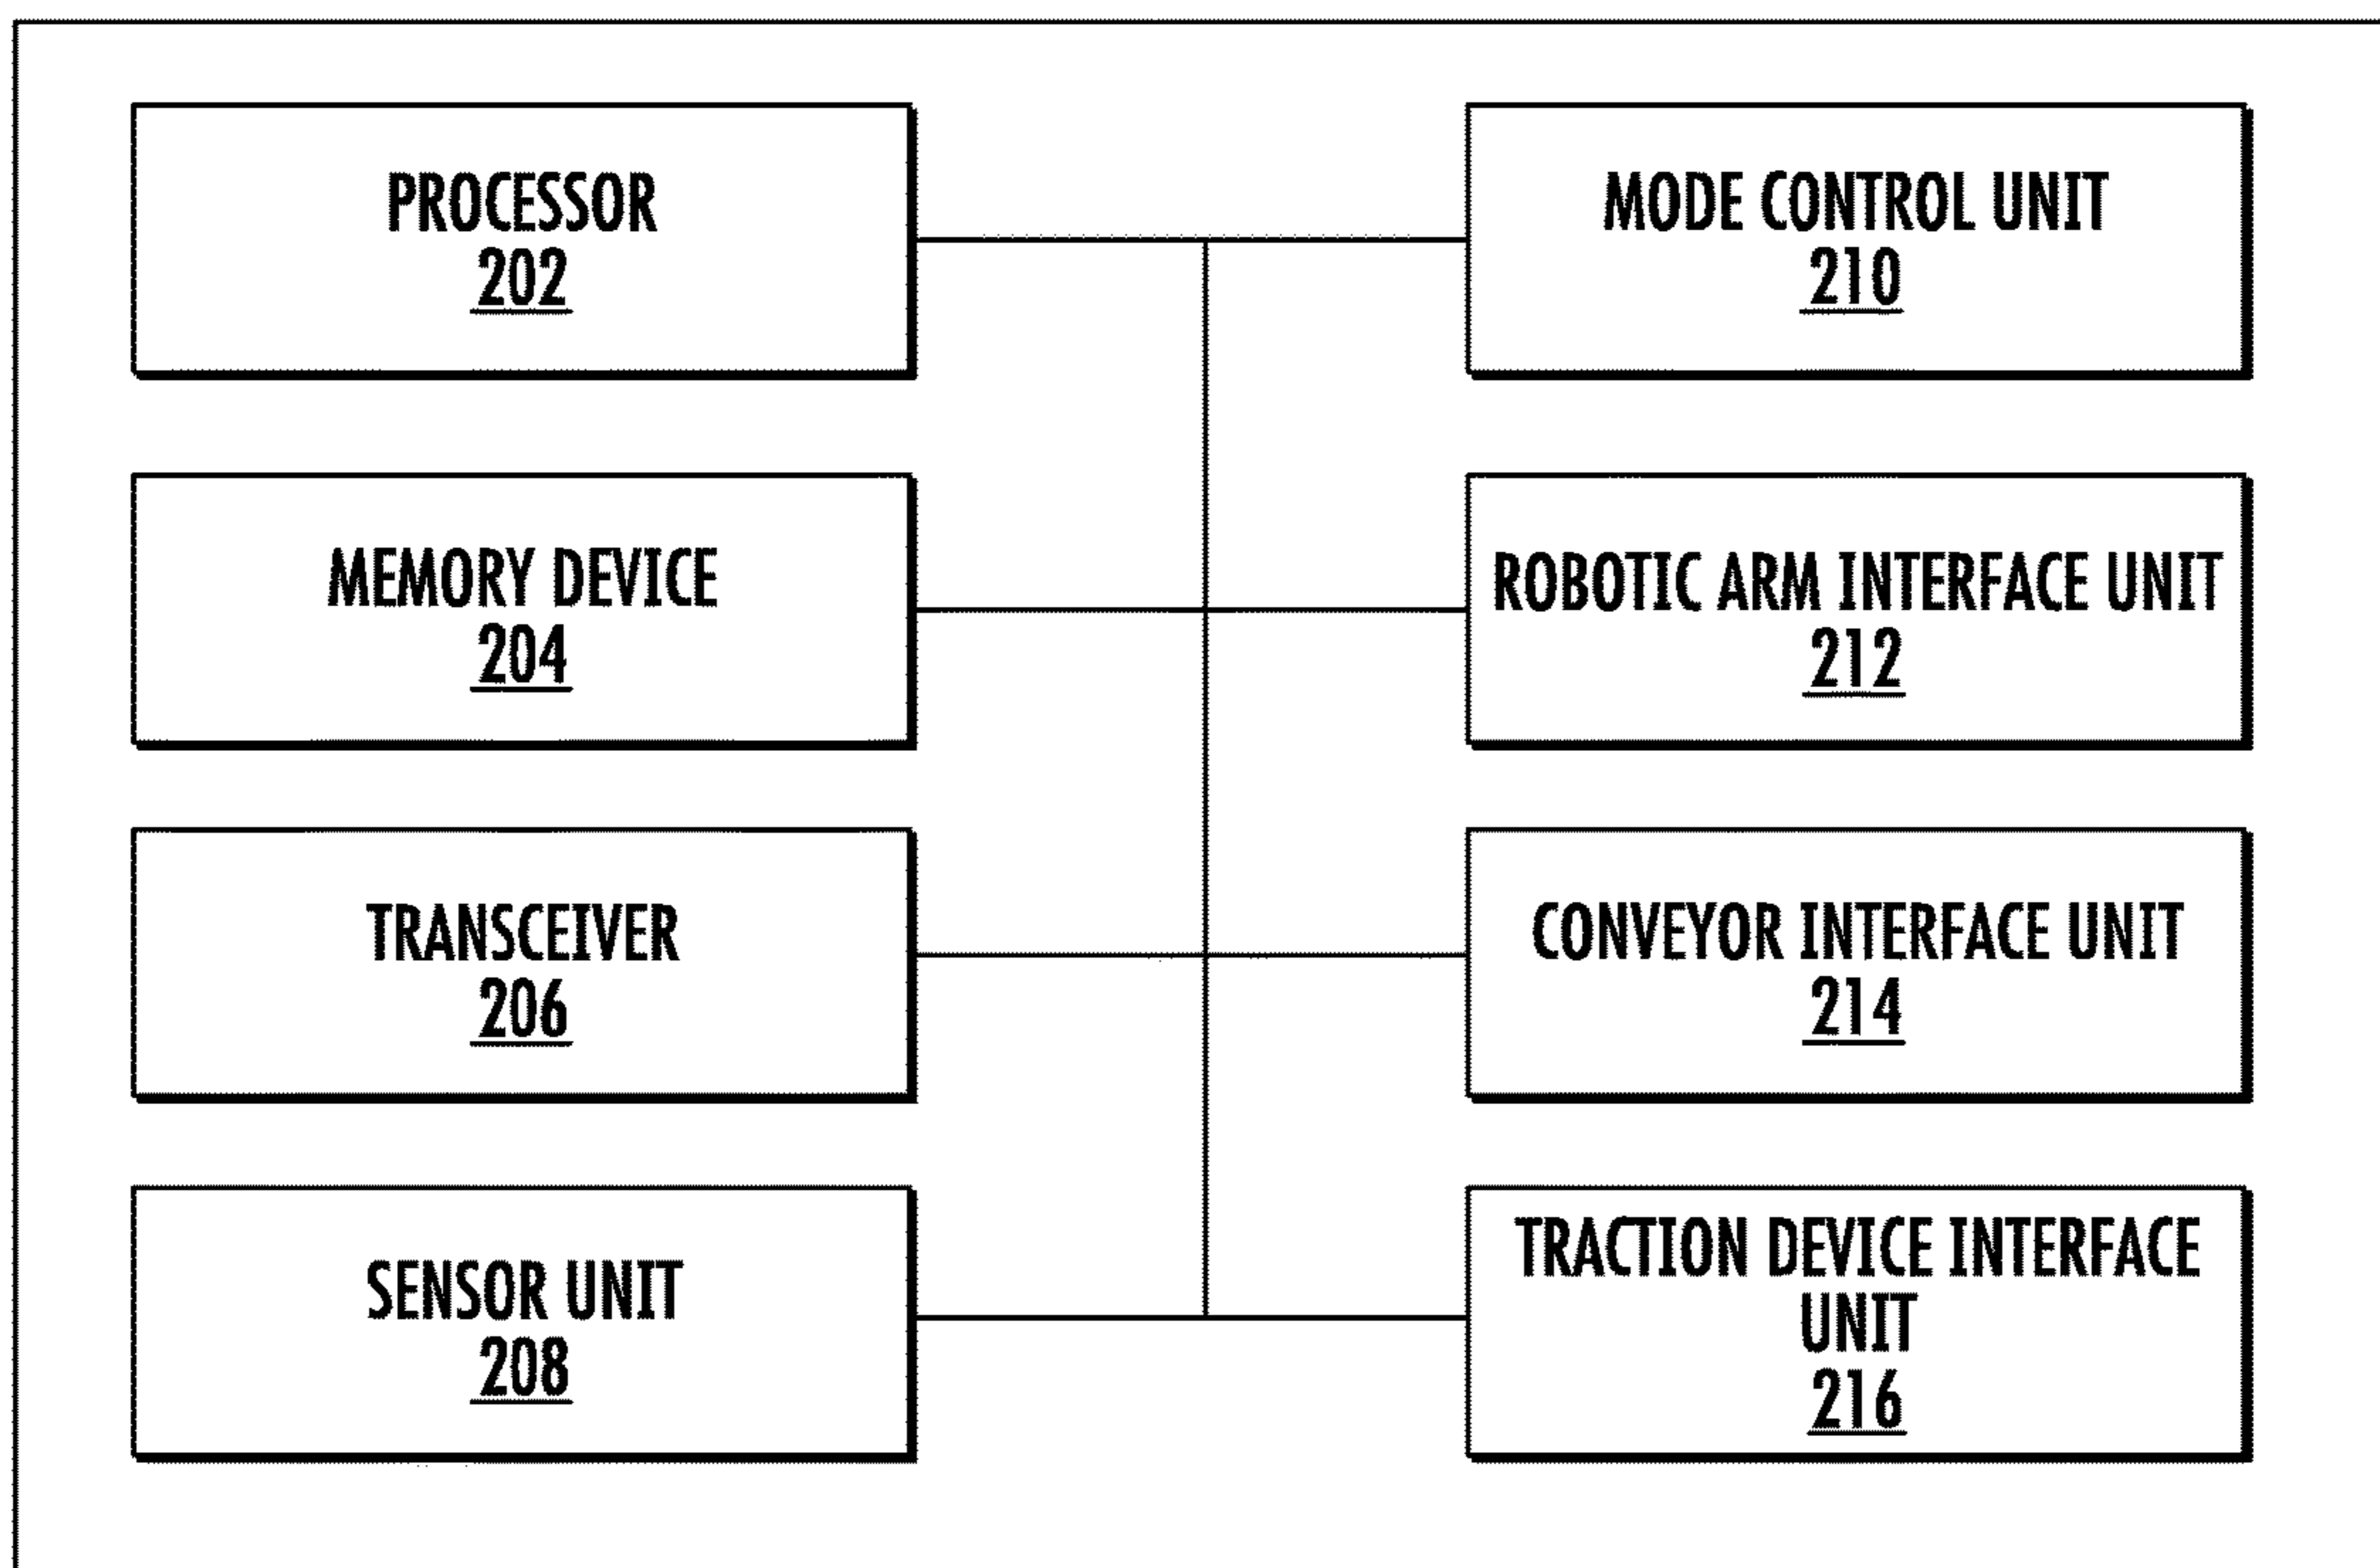 PROCESSOR
202
MODE CONTROL UNIT
210
MEMORY DEVICE
204
ROBOTIC ARM INTERFACE UNIT
212
TRANSCEIVER
206
CONVEYOR INTERFACE UNIT
214
SENSOR UNIT
208
TRACTION DEVICE INTERFACE
UNIT
216